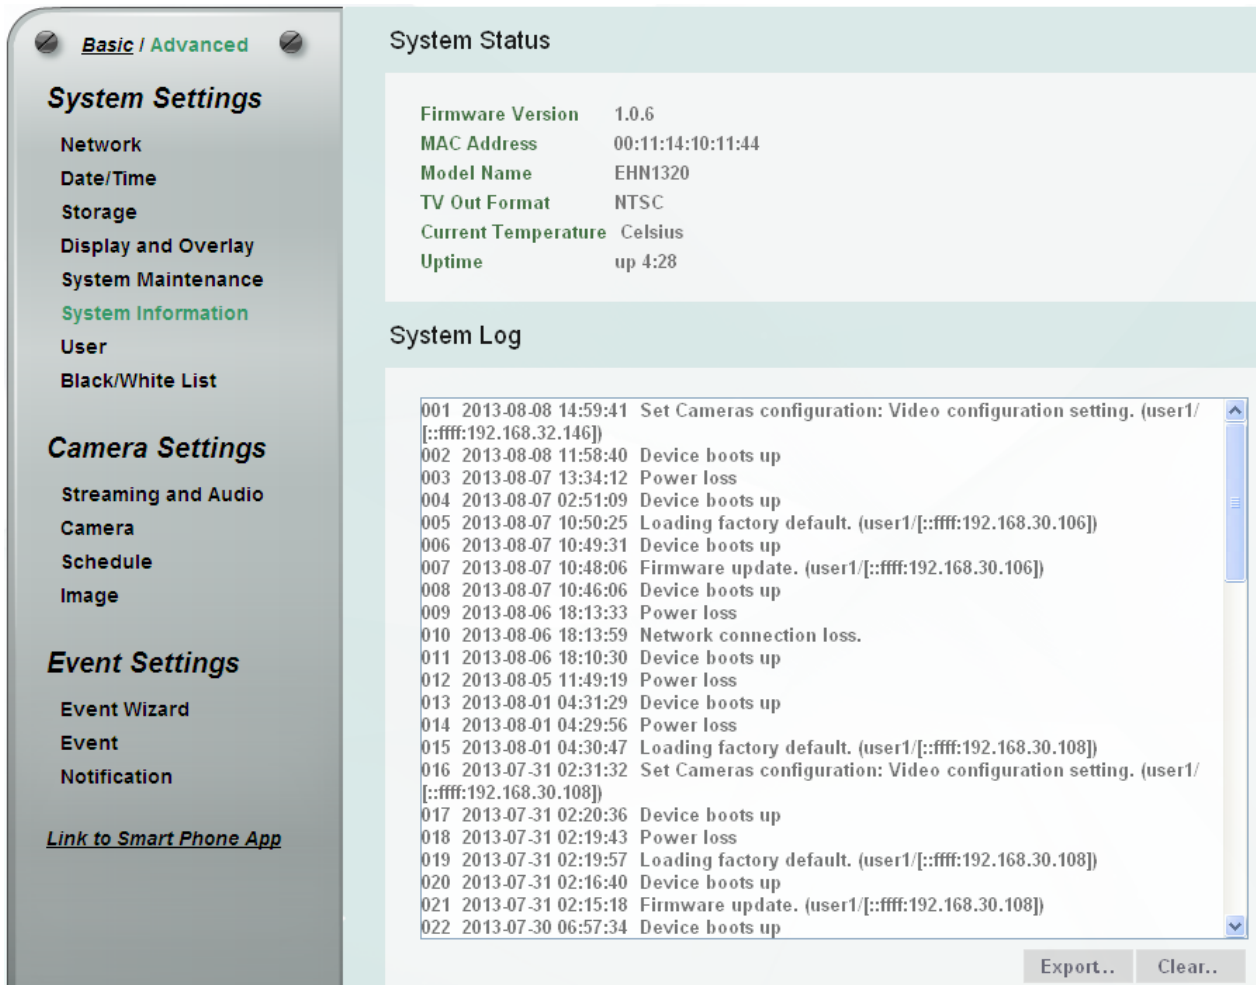 Basic / Advanced
System Settings
Network
Date/Time
Storage
Display and Overlay
System Maintenance
System Information
User
Black/White List
Camera Settings
Streaming and Audio
Camera
Schedule
Image
Event Settings
Event Wizard
Event
Notification
Link to Smart Phone App
System Status
Firmware Version 1.0.6
MAC Address 00:11:14:10:11:44
Model Name EHN1320
TV Out Format NTSC
Current Temperature Celsius
Uptime up 4:28
System Log
001 2013-08-08 14:59:41 Set Cameras configuration: Video configuration setting. (user1/
[::ffff:192.168.32.146])
002 2013-08-08 11:58:40 Device boots up
003 2013-08-07 13:34:12 Power loss
004 2013-08-07 02:51:09 Device boots up
005 2013-08-07 10:50:25 Loading factory default. (user1/[::ffff:192.168.30.106])
006 2013-08-07 10:49:31 Device boots up
007 2013-08-07 10:48:06 Firmware update. (user1/[::ffff:192.168.30.106])
008 2013-08-07 10:46:06 Device boots up
009 2013-08-06 18:13:33 Power loss
010 2013-08-06 18:13:59 Network connection loss.
011 2013-08-06 18:10:30 Device boots up
012 2013-08-05 11:49:19 Power loss
013 2013-08-01 04:31:29 Device boots up
014 2013-08-01 04:29:56 Power loss
015 2013-08-01 04:30:47 Loading factory default. (user1/[::ffff:192.168.30.108])
016 2013-07-31 02:31:32 Set Cameras configuration: Video configuration setting. (user1/
[::ffff:192.168.30.108])
017 2013-07-31 02:20:36 Device boots up
018 2013-07-31 02:19:43 Power loss
019 2013-07-31 02:19:57 Loading factory default. (user1/[::ffff:192.168.30.108])
020 2013-07-31 02:16:40 Device boots up
021 2013-07-31 02:15:18 Firmware update. (user1/[::ffff:192.168.30.108])
022 2013-07-30 06:57:34 Device boots up
Export.. Clear..